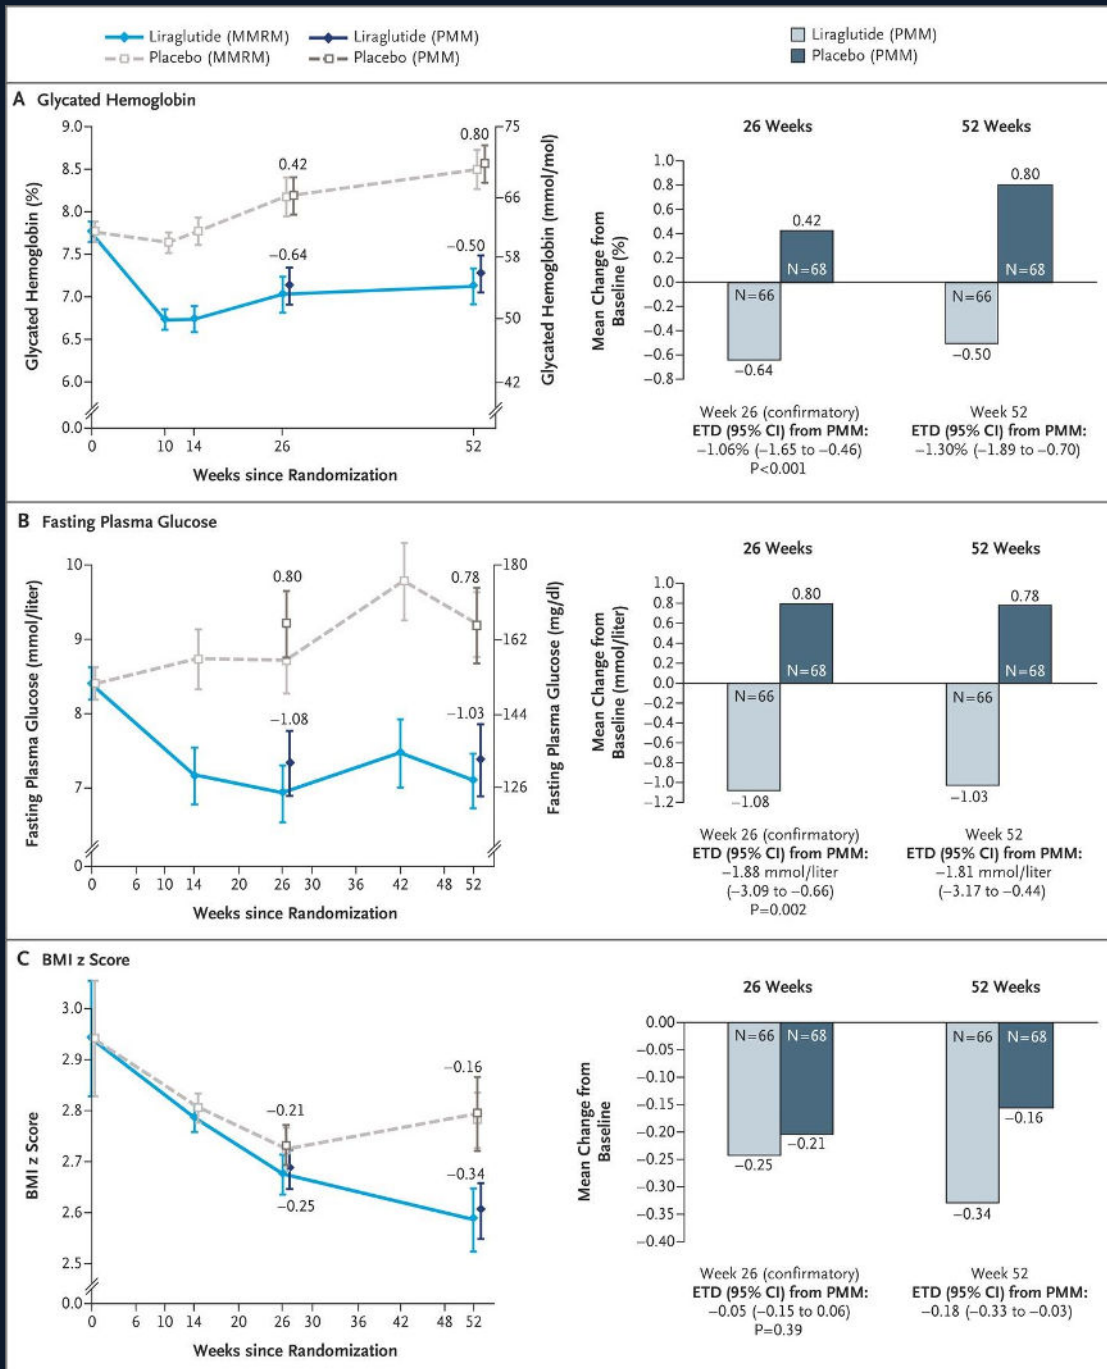 Liraglutide (MMRM)
Liraglutide (PMM)
Placebo (MMRM)
Placebo (PMM)
Liraglutide (PMM)
Placebo (PMM)
A Glycated Hemoglobin
Glycated Hemoglobin (%)
9.0
8.5
8.0
7.5
7.0
6.5
6.0
0.0
0.42
0.80
−0.64
−0.50
75
66
58
50
42
Glycated Hemoglobin (mmol/mol)
0 10 14 26 52
Weeks since Randomization
26 Weeks
52 Weeks
Mean Change from
Baseline (%)
1.0
0.8
0.6
0.4
0.2
0.0
−0.2
−0.4
−0.6
−0.8
0.42
N=68
N=66
−0.64
0.80
N=68
N=66
−0.50
Week 26 (confirmatory)
ETD (95% CI) from PMM:
−1.06% (−1.65 to −0.46)
P<0.001
Week 52
ETD (95% CI) from PMM:
−1.30% (−1.89 to −0.70)
B Fasting Plasma Glucose
Fasting Plasma Glucose (mmol/liter)
10
9
8
7
0
0.80
0.78
−1.08
−1.03
180
162
144
126
Fasting Plasma Glucose (mg/dl)
0 6 10 14 20 26 30 36 42 48 52
Weeks since Randomization
26 Weeks
52 Weeks
Mean Change from
Baseline (mmol/liter)
1.0
0.8
0.6
0.4
0.2
0.0
−0.2
−0.4
−0.6
−0.8
−1.0
−1.2
0.80
N=68
N=66
−1.08
0.78
N=68
N=66
−1.03
Week 26 (confirmatory)
ETD (95% CI) from PMM:
−1.88 mmol/liter
(−3.09 to −0.66)
P=0.002
Week 52
ETD (95% CI) from PMM:
−1.81 mmol/liter
(−3.17 to −0.44)
C BMI z Score
BMI z Score
3.0
2.9
2.8
2.7
2.6
2.5
0.0
−0.21
−0.16
−0.25
−0.34
0 6 10 14 20 26 30 36 42 48 52
Weeks since Randomization
26 Weeks
52 Weeks
Mean Change from
Baseline
0.00
−0.05
−0.10
−0.15
−0.20
−0.25
−0.30
−0.35
−0.40
N=66
N=68
−0.21
−0.25
N=66
N=68
−0.16
−0.34
Week 26 (confirmatory)
ETD (95% CI) from PMM:
−0.05 (−0.15 to 0.06)
P=0.39
Week 52
ETD (95% CI) from PMM:
−0.18 (−0.33 to −0.03)